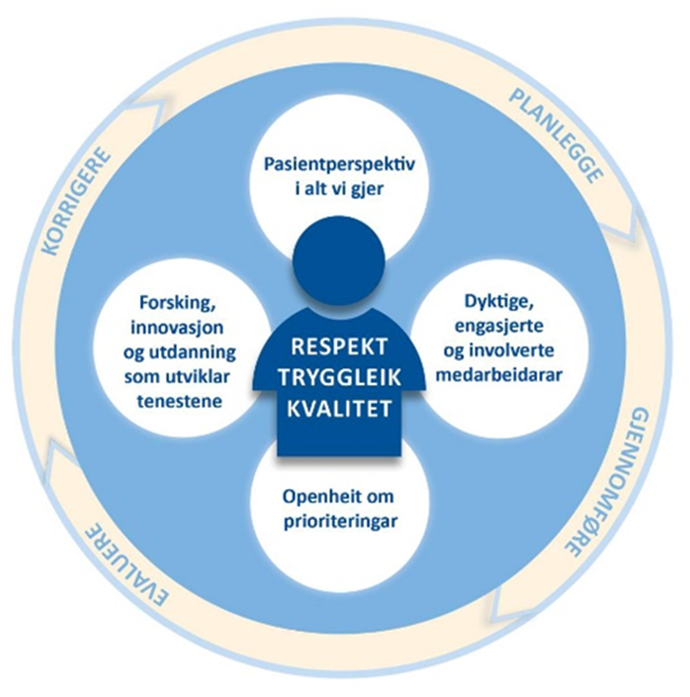 PLANLEGGE
GJENNOMFØRE
EVALUERE
KORRIGERE
Pasientperspektiv
i alt vi gjer
Dyktige,
engasjerte
og involverte
medarbeidarar
Openheit om
prioriteringar
Forsking,
innovasjon
og utdanning
som utviklar
tenestene
RESPEKT
TRYGGLEIK
KVALITET